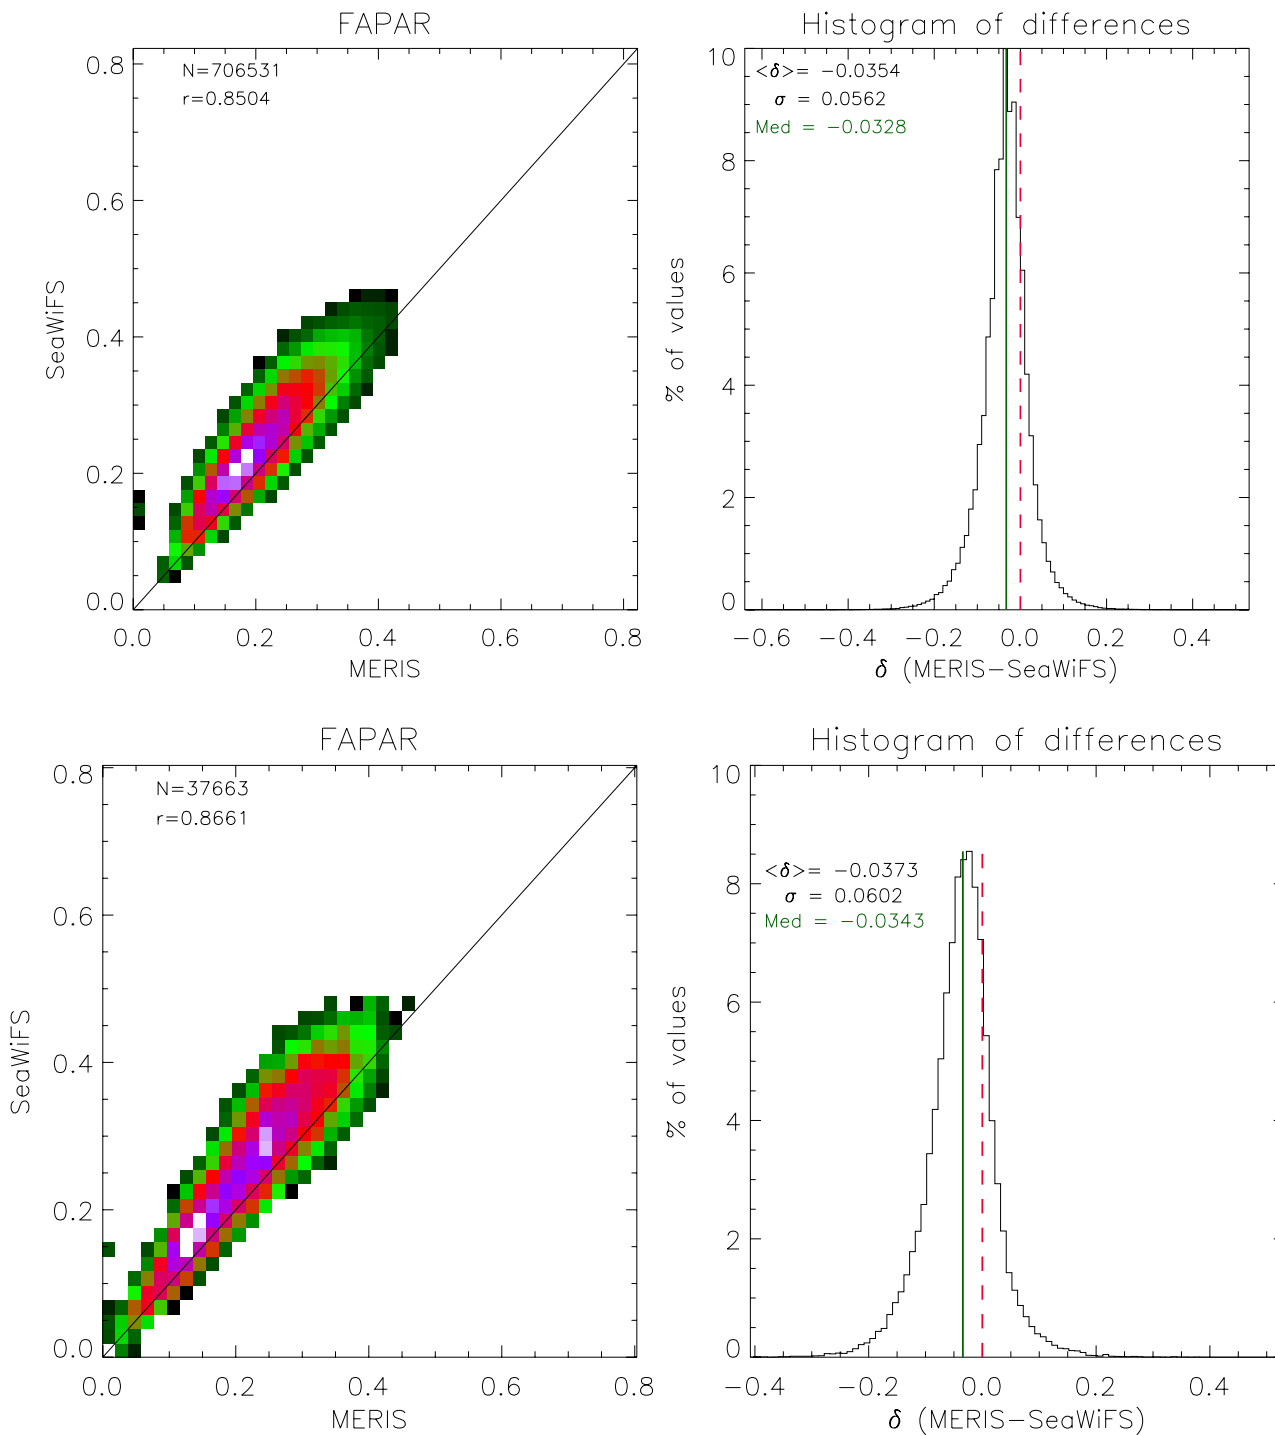 FAPAR
N=706531
r=0.8504
0.8
0.6
0.4
0.2
0.0
SeaWiFS
0.0 0.2 0.4 0.6 0.8
MERIS
Histogram of differences
<δ>= −0.0354
σ = 0.0562
Med = −0.0328
10
8
6
4
2
0
% of values
−0.6 −0.4 −0.2 0.0 0.2 0.4
δ (MERIS−SeaWiFS)
FAPAR
N=37663
r=0.8661
0.8
0.6
0.4
0.2
0.0
SeaWiFS
0.0 0.2 0.4 0.6 0.8
MERIS
Histogram of differences
<δ>= −0.0373
σ = 0.0602
Med = −0.0343
10
8
6
4
2
0
% of values
−0.4 −0.2 0.0 0.2 0.4
δ (MERIS−SeaWiFS)